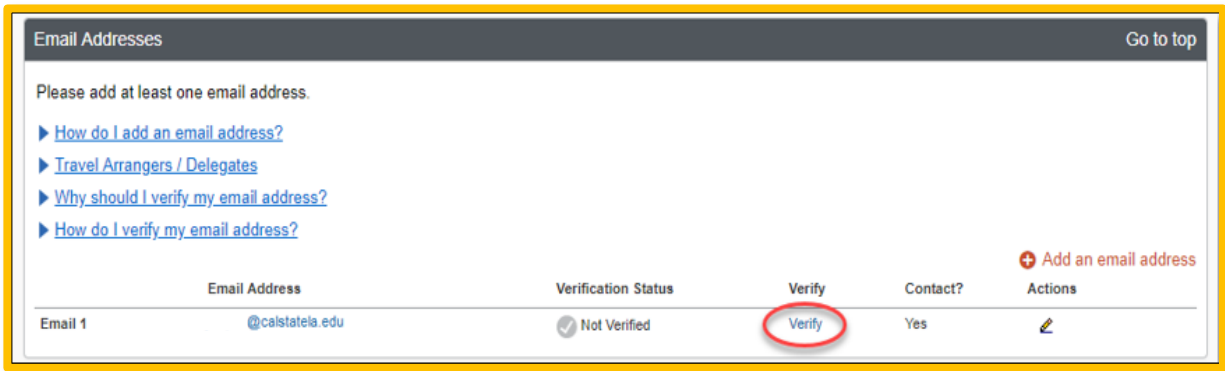 Email Addresses Go to top
Please add at least one email address.
How do I add an email address?
Travel Arrangers / Delegates
Why should I verify my email address?
How do I verify my email address?
Add an email address
Email Address Verification Status Verify Contact? Actions
Email 1 @calstatela.edu Not Verified Verify Yes